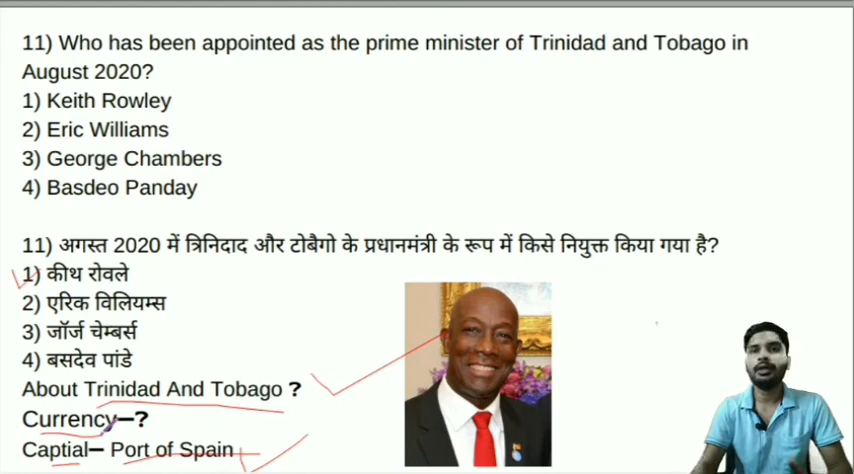 11) Who has been appointed as the prime minister of Trinidad and Tobago in
August 2020?
1) Keith Rowley
2) Eric Williams
3) George Chambers
4) Basdeo Panday
11) अगस्त 2020 में त्रिनिदाद और टोबैगो के प्रधानमंत्री के रूप में किसे नियुक्त किया गया है?
1) कीथ रोवले
2) एरिक विलियम्स
3) जॉर्ज चेम्बर्स
4) बसदेव पांडे
About Trinidad And Tobago ?
Currency–?
Captial– Port of Spain